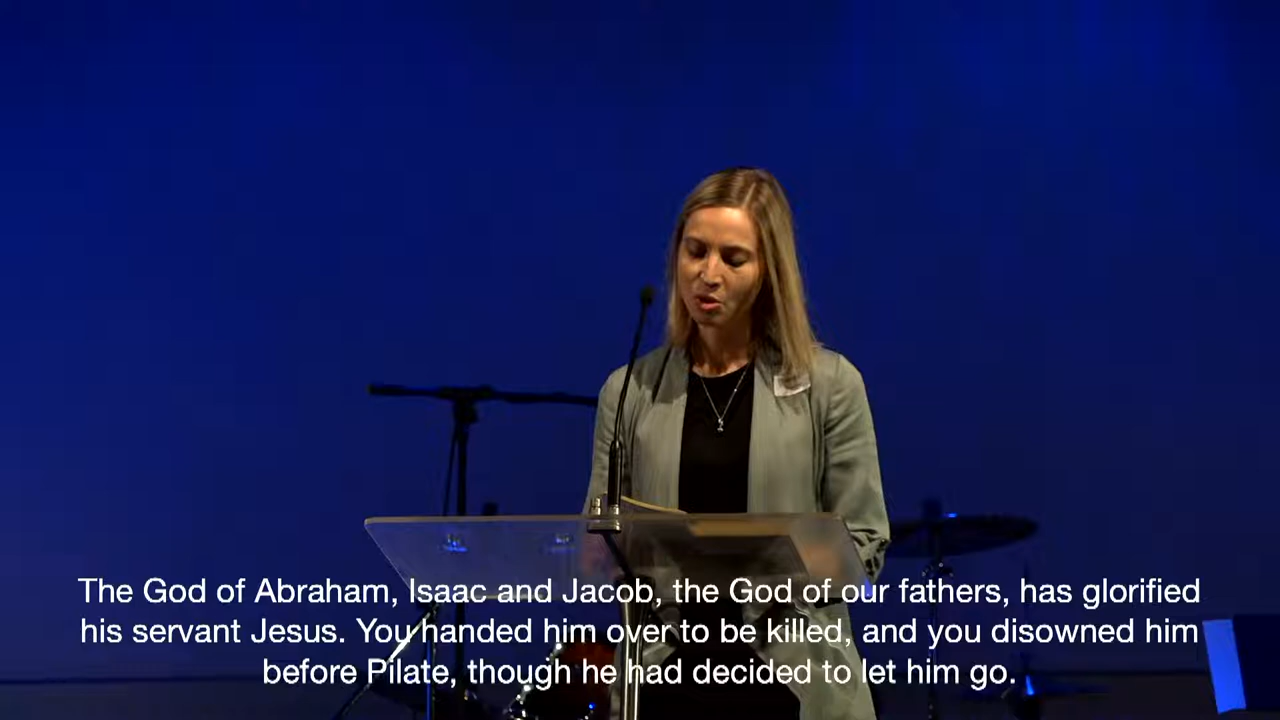 The God of Abraham, Isaac and Jacob, the God of our fathers, has glorified
his servant Jesus. You handed him over to be killed, and you disowned him
before Pilate, though he had decided to let him go.